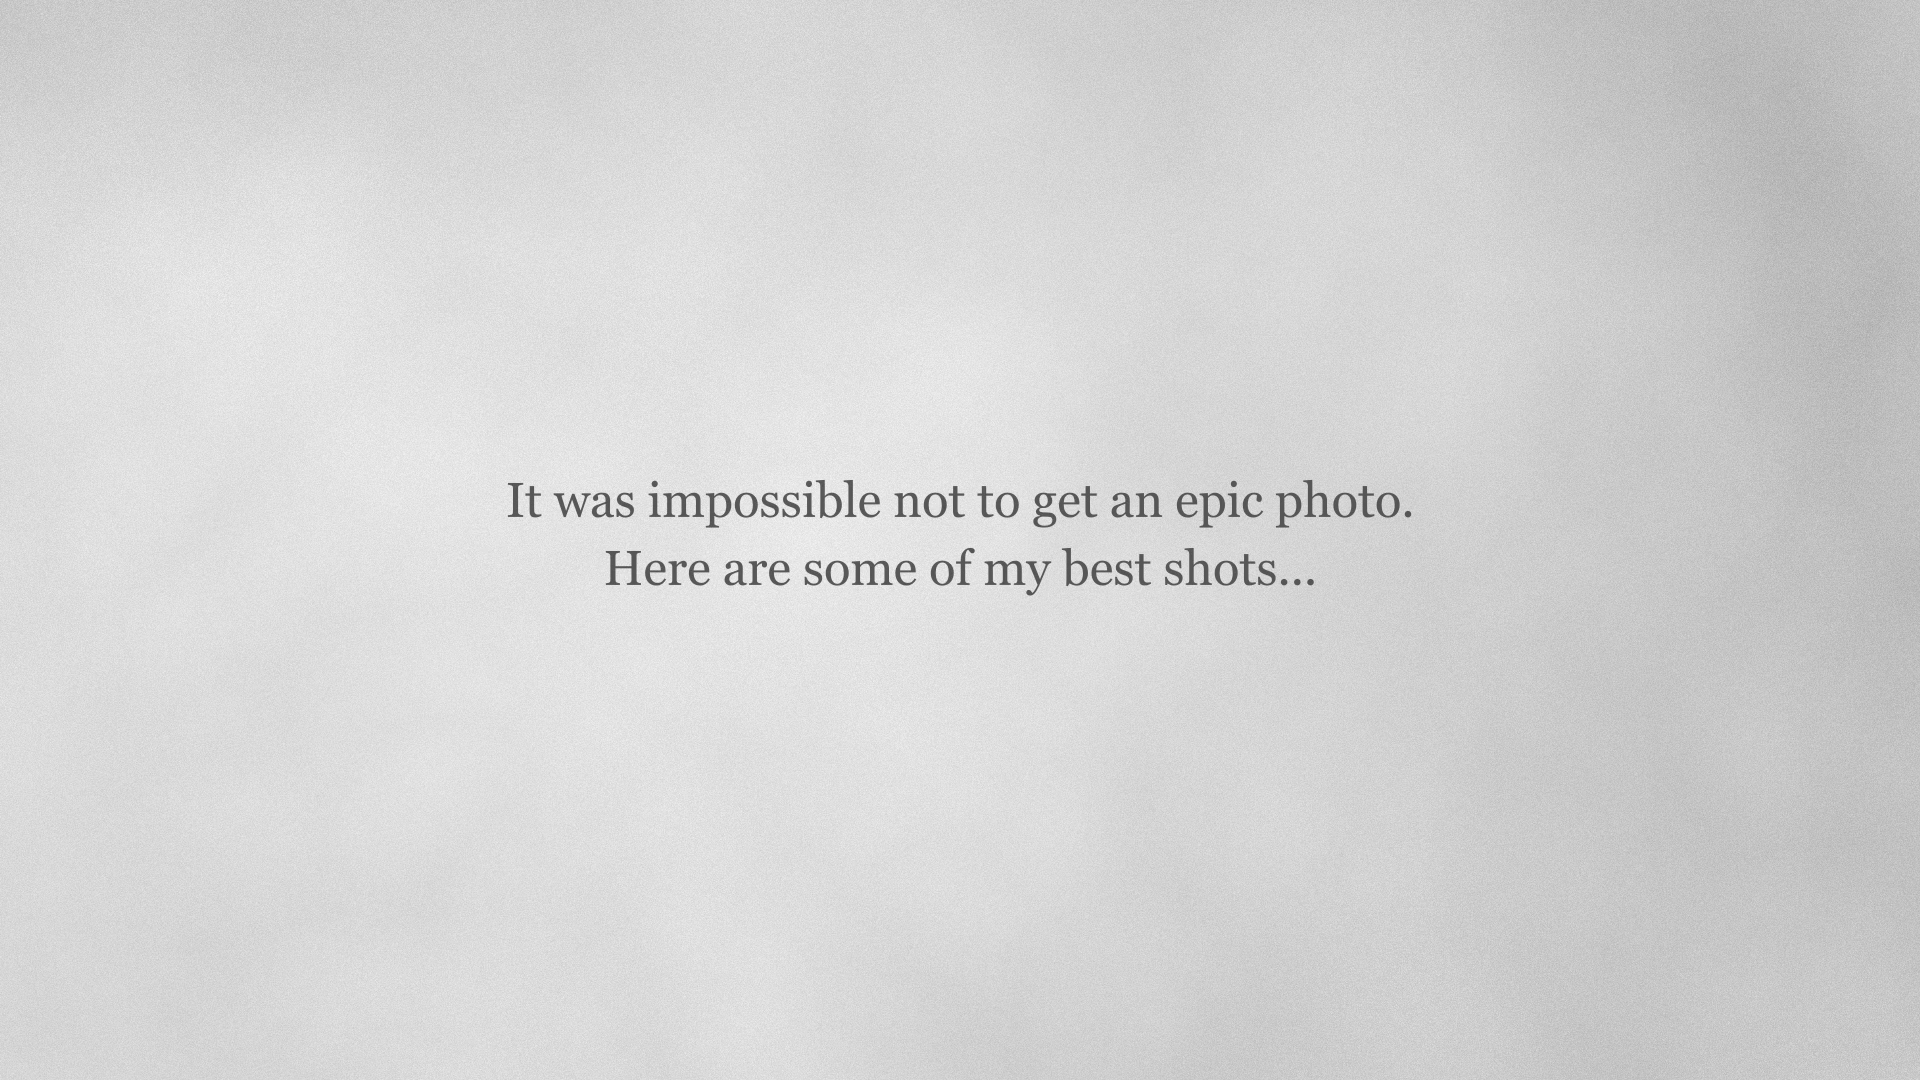 It was impossible not to get an epic photo.
Here are some of my best shots...